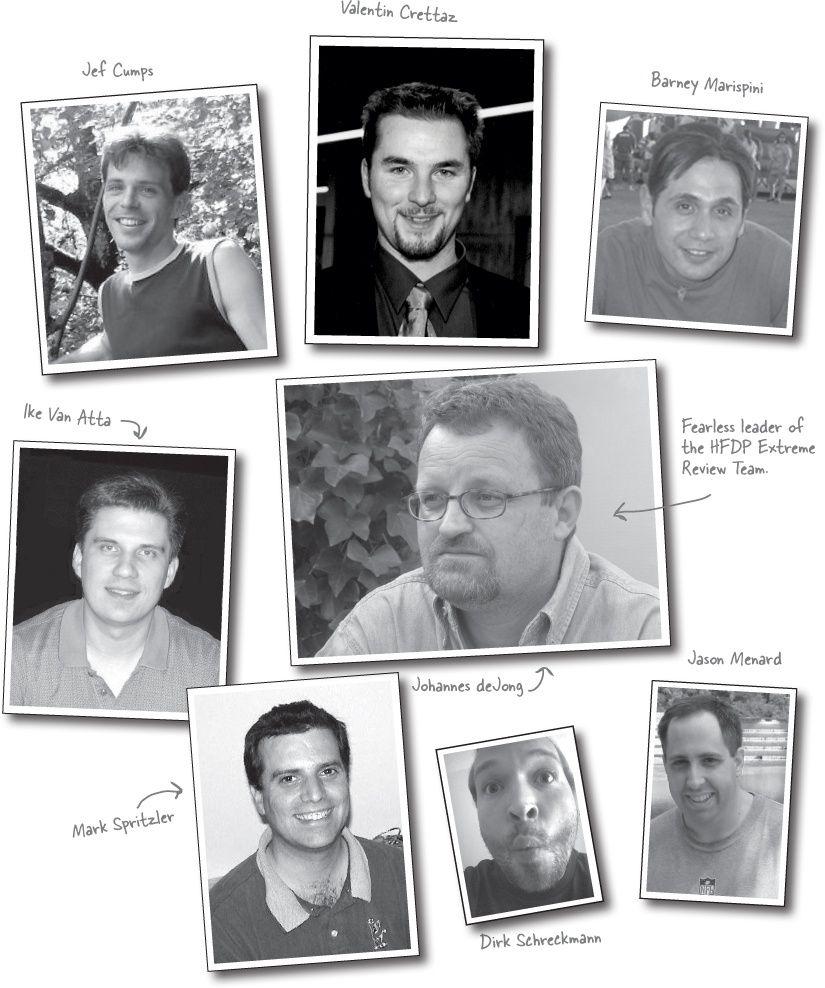 Valentin Crettaz
Jef Cumps
Barney Marispini
Ike Van Atta
Fearless leader of
the HFDP Extreme
Review Team.
Johannes deJong
Jason Menard
Mark Spritzler
Dirk Schreckmann
NFL